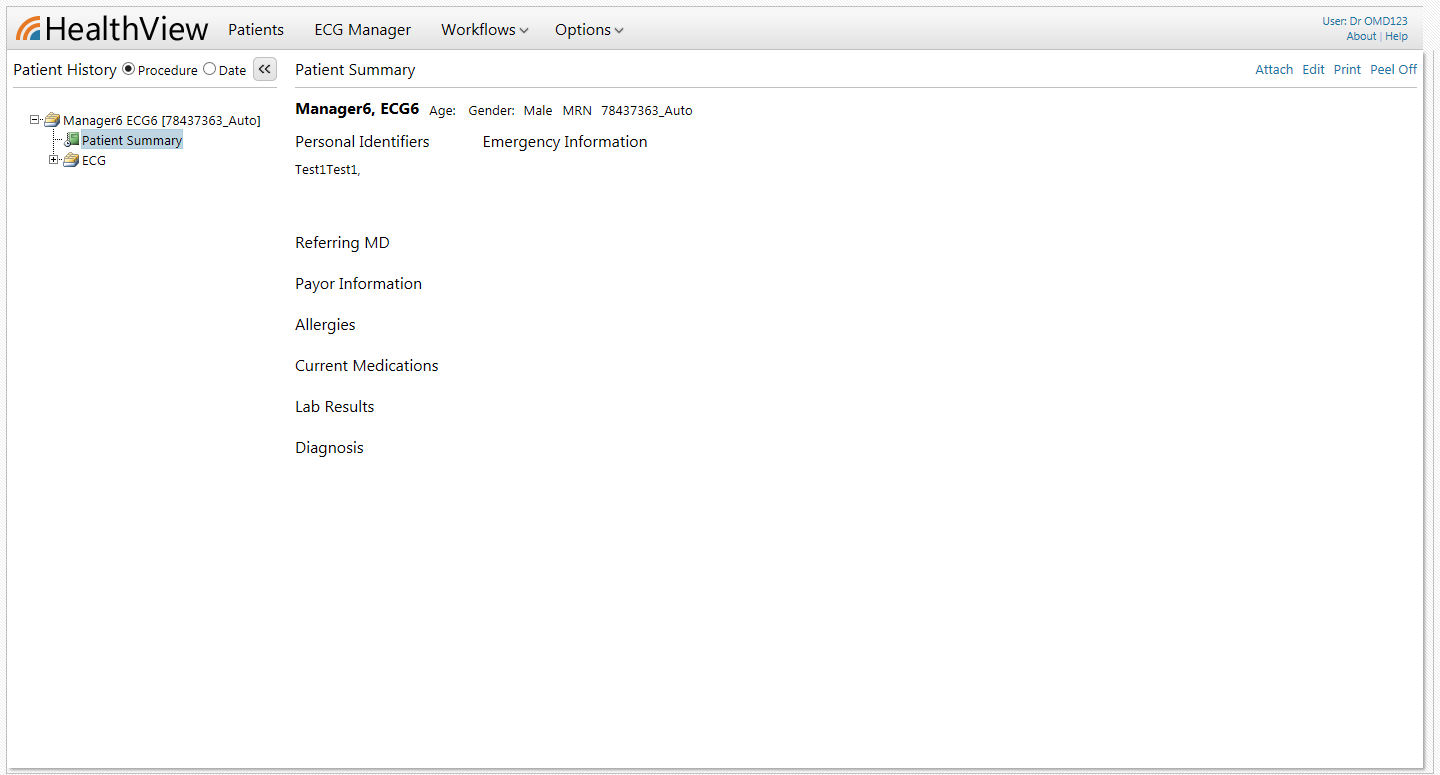 HealthView Patients ECG Manager Workflows Options
User: Dr OMD123
About | Help
Patient History Procedure Date
Patient Summary
Attach Edit Print Peel Off
Manager6 ECG6 [78437363_Auto]
Patient Summary
ECG
Manager6, ECG6 Age: Gender: Male MRN 78437363_Auto
Personal Identifiers Emergency Information
Test1Test1,
Referring MD
Payor Information
Allergies
Current Medications
Lab Results
Diagnosis